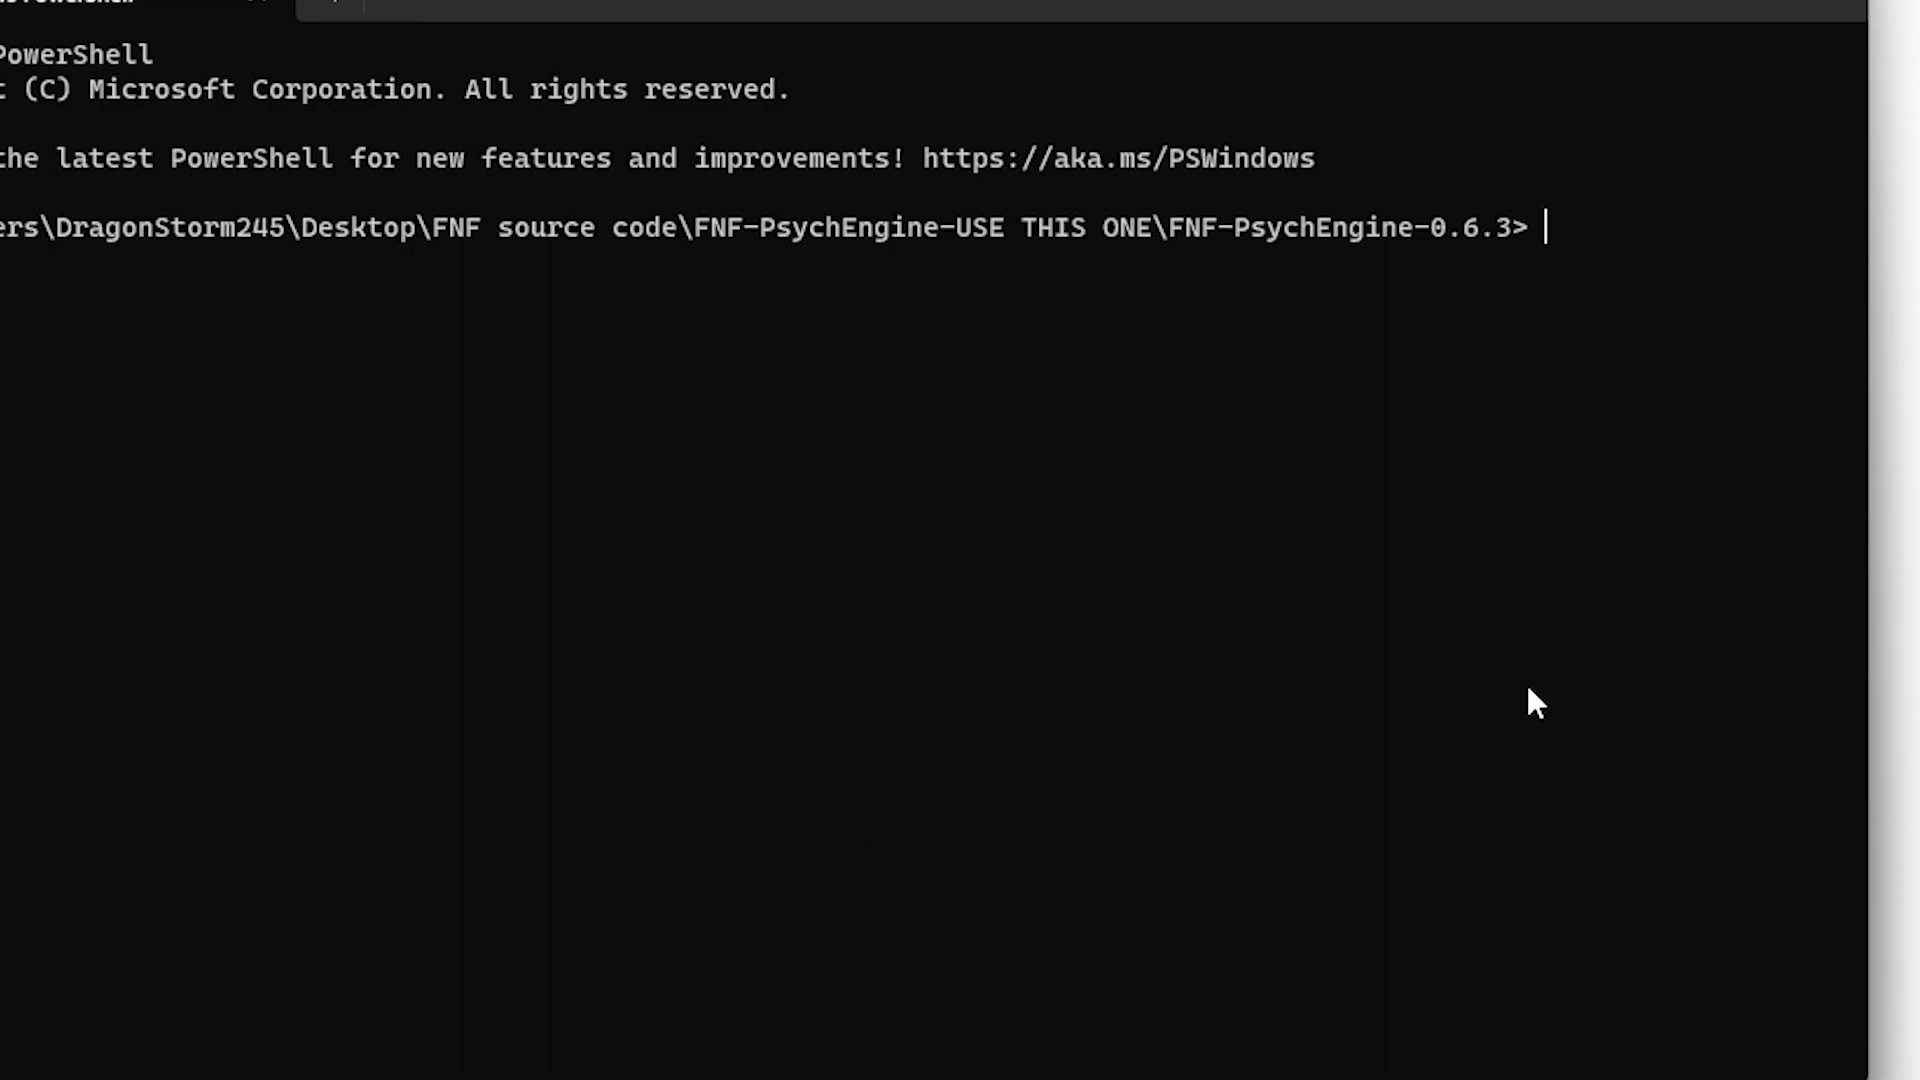 PowerShell
(C) Microsoft Corporation. All rights reserved.
the latest PowerShell for new features and improvements! https://aka.ms/PSWindows
ers\DragonStorm245\Desktop\FNF source code\FNF-PsychEngine-USE THIS ONE\FNF-PsychEngine-0.6.3>